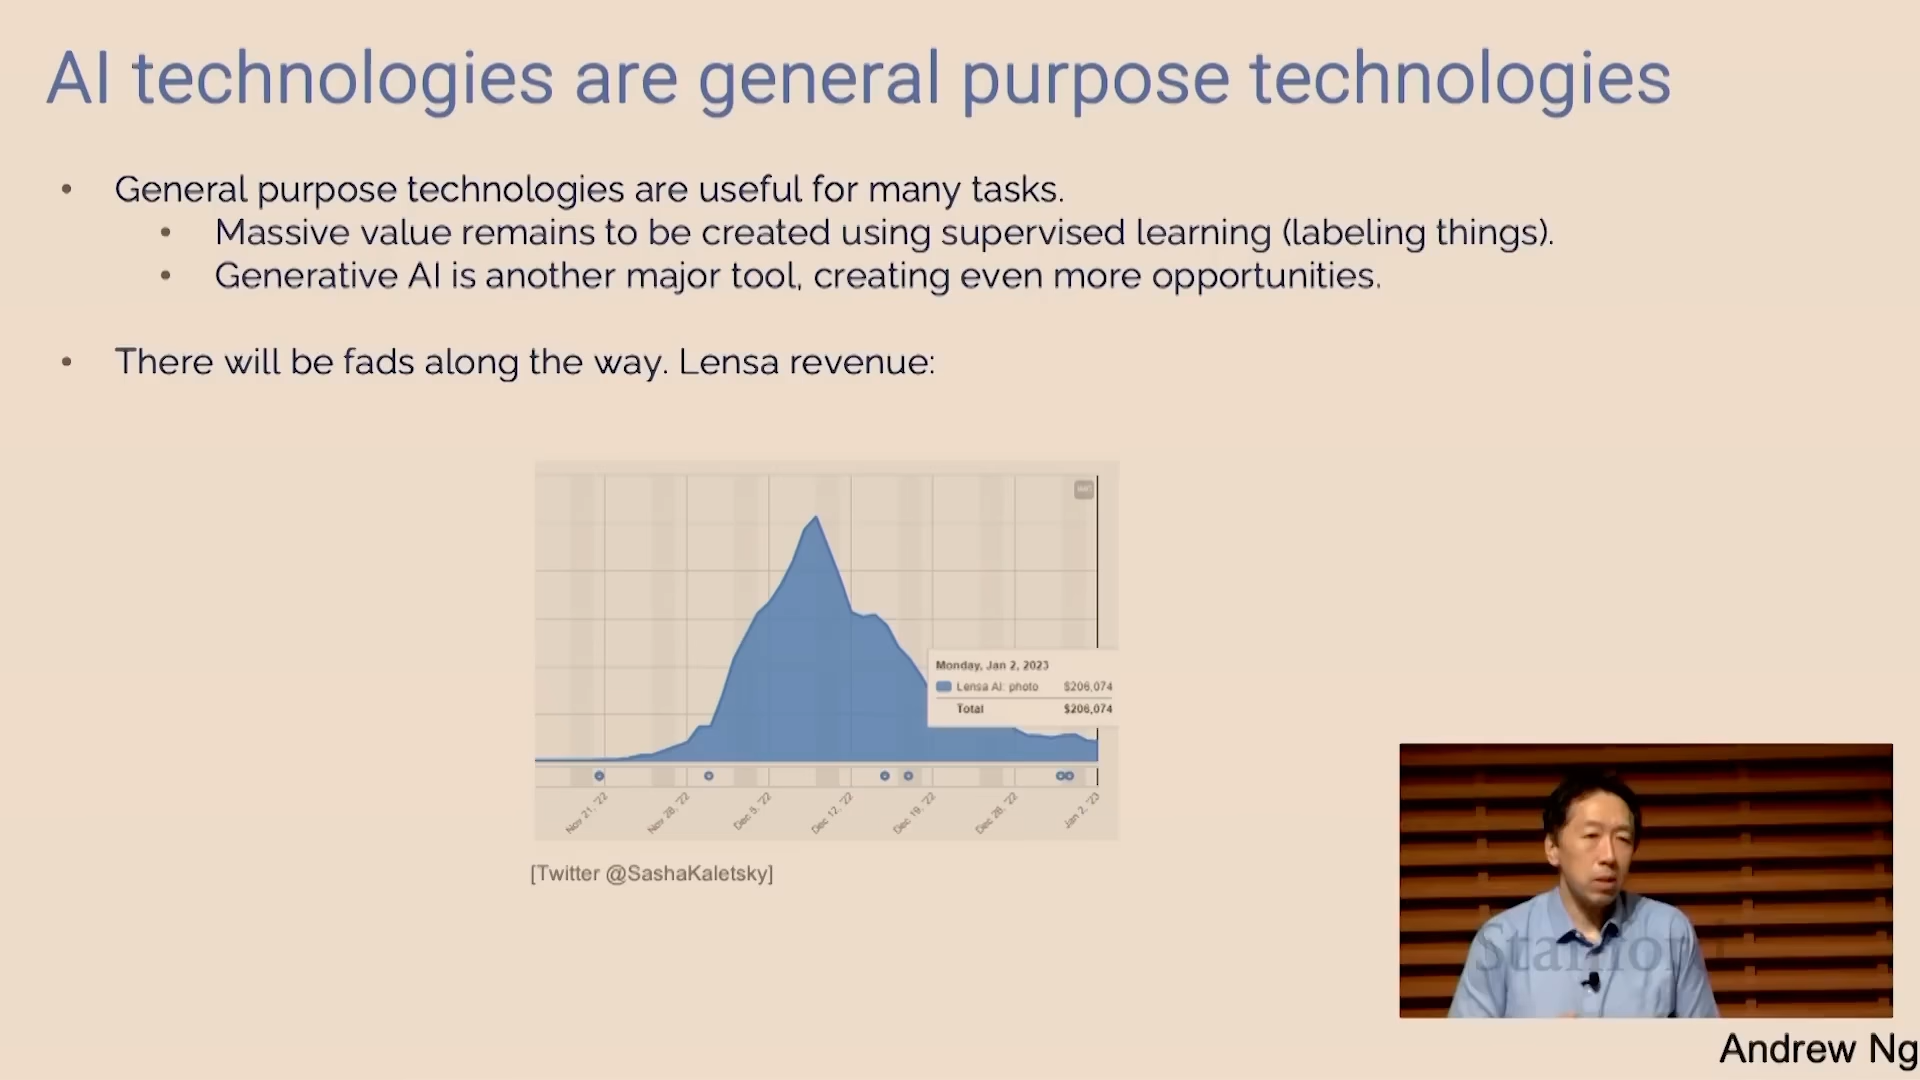 AI technologies are general purpose technologies
• General purpose technologies are useful for many tasks.
• Massive value remains to be created using supervised learning (labeling things).
• Generative AI is another major tool, creating even more opportunities.
• There will be fads along the way. Lensa revenue:
Monday, Jan 2, 2023
Lensa AI: photo $206,074
Total $206,074
Nov 21, '22 Nov 28, '22 Dec 5, '22 Dec 12, '22 Dec 19, '22 Dec 26, '22 Jan 2, '23
[Twitter @SashaKaletsky]
Stanford
Andrew Ng